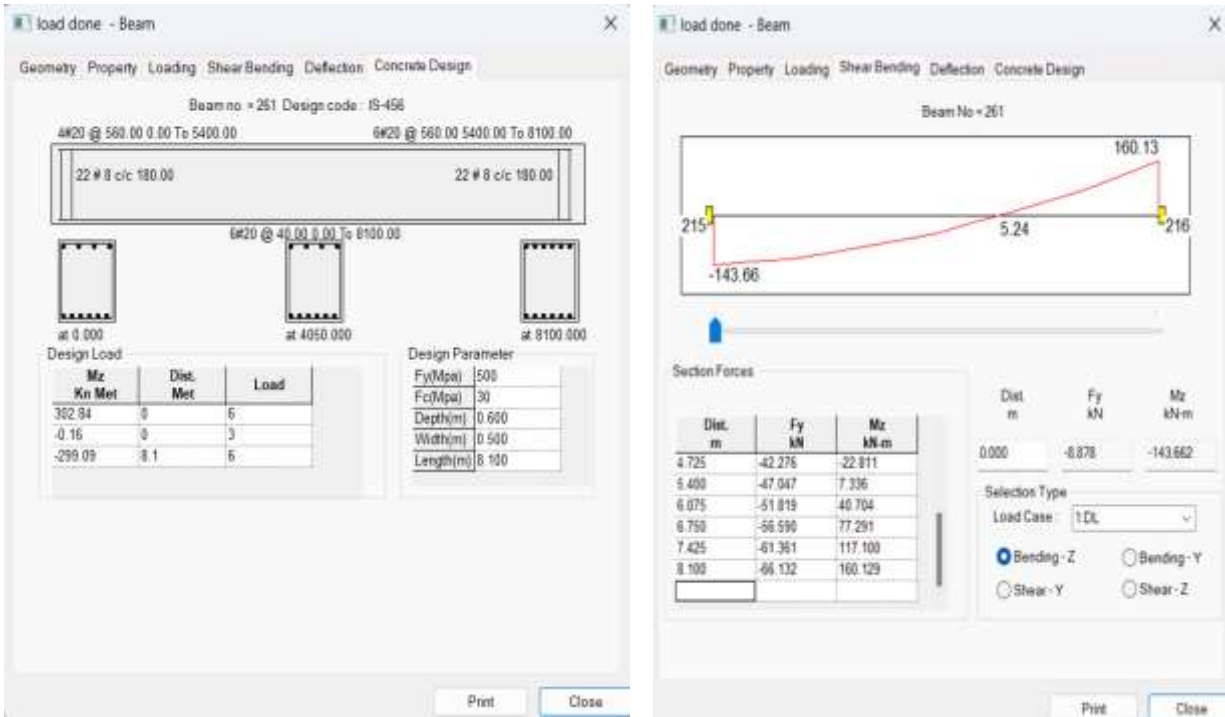 load done - Beam
Geometry Property Loading Shear Bending Deflection Concrete Design
Beam no. = 261 Design code : IS-456
4#20 @ 560.00 0.00 To 5400.00 6#20 @ 560.00 5400.00 To 8100.00
22 # 8 c/c 180.00 22 # 8 c/c 180.00
6#20 @ 40.00 0.00 To 8100.00
at 0.000 at 4050.000 at 8100.000
Design Load
Mz Dist. Load
Kn Met Met
302.84 0 6
-0.16 0 3
-299.09 8.1 6
Design Parameter
Fy(Mpa) 500
Fc(Mpa) 30
Depth(m) 0.600
Width(m) 0.500
Length(m) 8.100
Print Close
load done - Beam
Geometry Property Loading Shear Bending Deflection Concrete Design
Beam No = 261
160.13
215 5.24 216
-143.66
Section Forces
Dist. Fy Mz
m kN kN-m
4.725 -42.276 -22.811
5.400 -47.047 7.336
6.075 -51.819 40.704
6.750 -56.590 77.291
7.425 -61.361 117.100
8.100 -66.132 160.129
Dist. Fy Mz
m kN kN-m
0.000 -8.878 -143.662
Selection Type
Load Case : 1:DL
Bending - Z Bending - Y
Shear - Y Shear - Z
Print Close